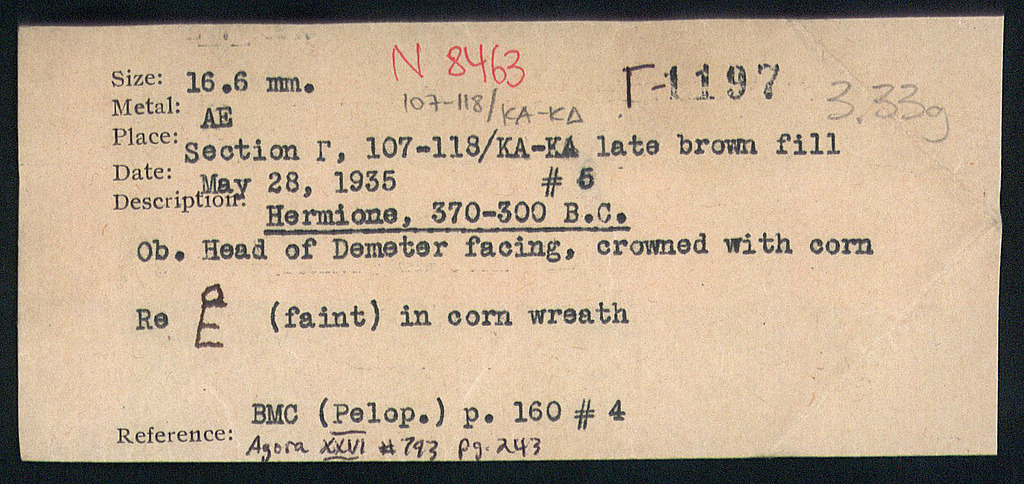 N 8463
Γ-1197
Size: 16.6 mm.
3.33g
Metal: AE
107-118/KA-KΔ
Place: Section Γ, 107-118/KA-KΔ late brown fill
Date: May 28, 1935 # 6
Description: Hermione, 370-300 B.C.
Ob. Head of Demeter facing, crowned with corn
Re (faint) in corn wreath
BMC (Pelop.) p. 160 # 4
Reference: Agora XXVI #793 pg. 243